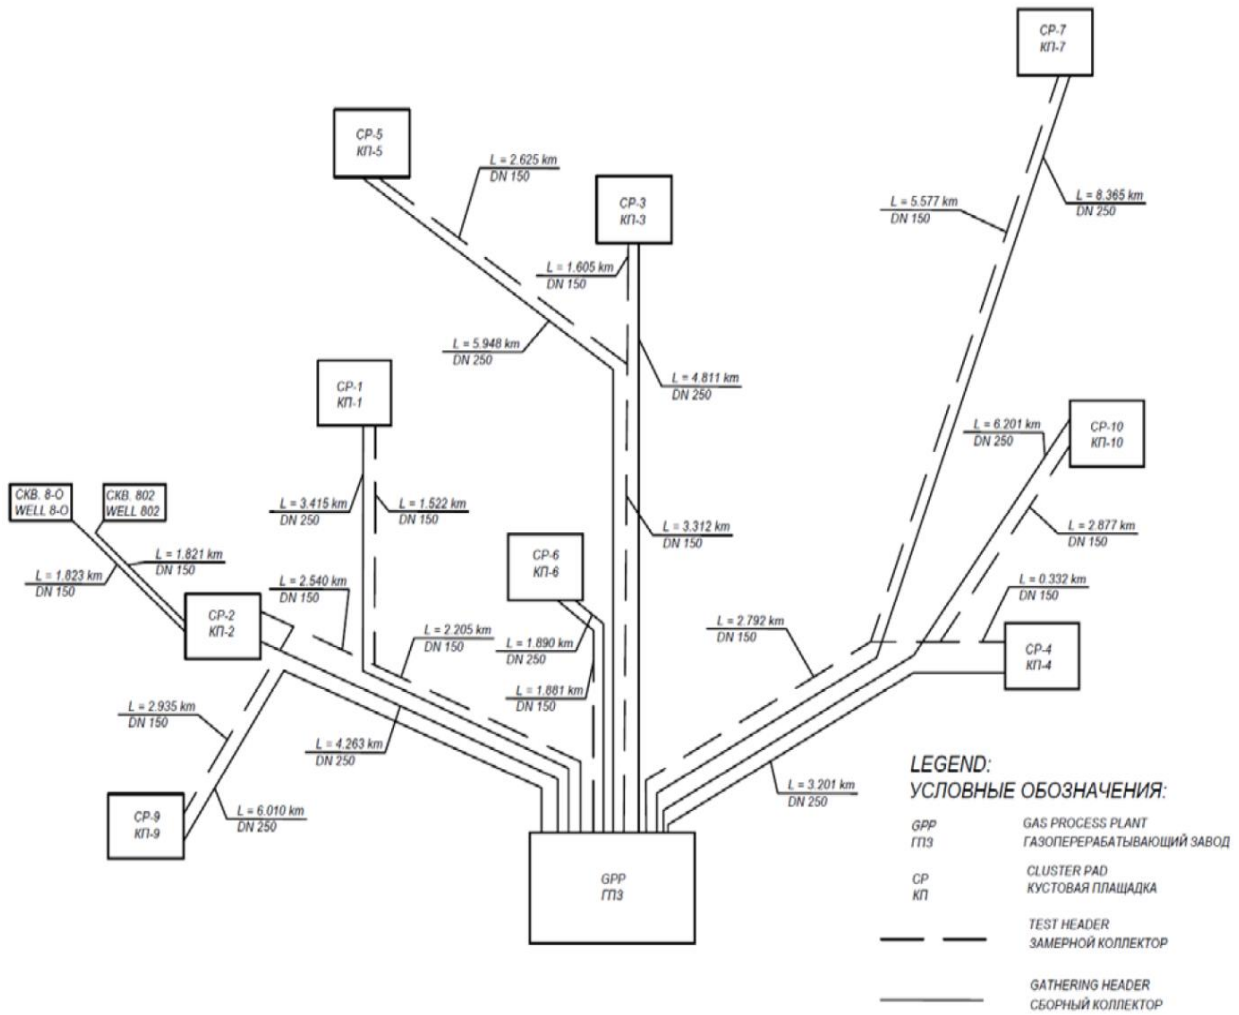 CP-7
КП-7
CP-5
КП-5
L = 2.625 km
DN 150
CP-3
КП-3
L = 5.577 km
DN 150
L = 8.365 km
DN 250
L = 1.605 km
DN 150
L = 5.948 km
DN 250
L = 4.811 km
DN 250
CP-1
КП-1
L = 6.201 km
DN 250
CP-10
КП-10
СКВ. 8-O
WELL 8-O
СКВ. 802
WELL 802
L = 3.415 km
DN 250
L = 1.522 km
DN 150
L = 3.312 km
DN 150
L = 2.877 km
DN 150
L = 1.821 km
DN 150
L = 1.823 km
DN 150
L = 2.540 km
DN 150
CP-6
КП-6
L = 0.332 km
DN 150
CP-2
КП-2
L = 2.205 km
DN 150
L = 1.890 km
DN 250
L = 2.792 km
DN 150
CP-4
КП-4
L = 1.881 km
DN 150
L = 2.935 km
DN 150
L = 4.263 km
DN 250
L = 3.201 km
DN 250
CP-9
КП-9
L = 6.010 km
DN 250
GPP
ГПЗ
LEGEND:
УСЛОВНЫЕ ОБОЗНАЧЕНИЯ:
GPP GAS PROCESS PLANT
ГПЗ ГАЗОПЕРЕРАБАТЫВАЮЩИЙ ЗАВОД
CP CLUSTER PAD
КП КУСТОВАЯ ПЛАЩАДКА
TEST HEADER
ЗАМЕРНОЙ КОЛЛЕКТОР
GATHERING HEADER
СБОРНЫЙ КОЛЛЕКТОР